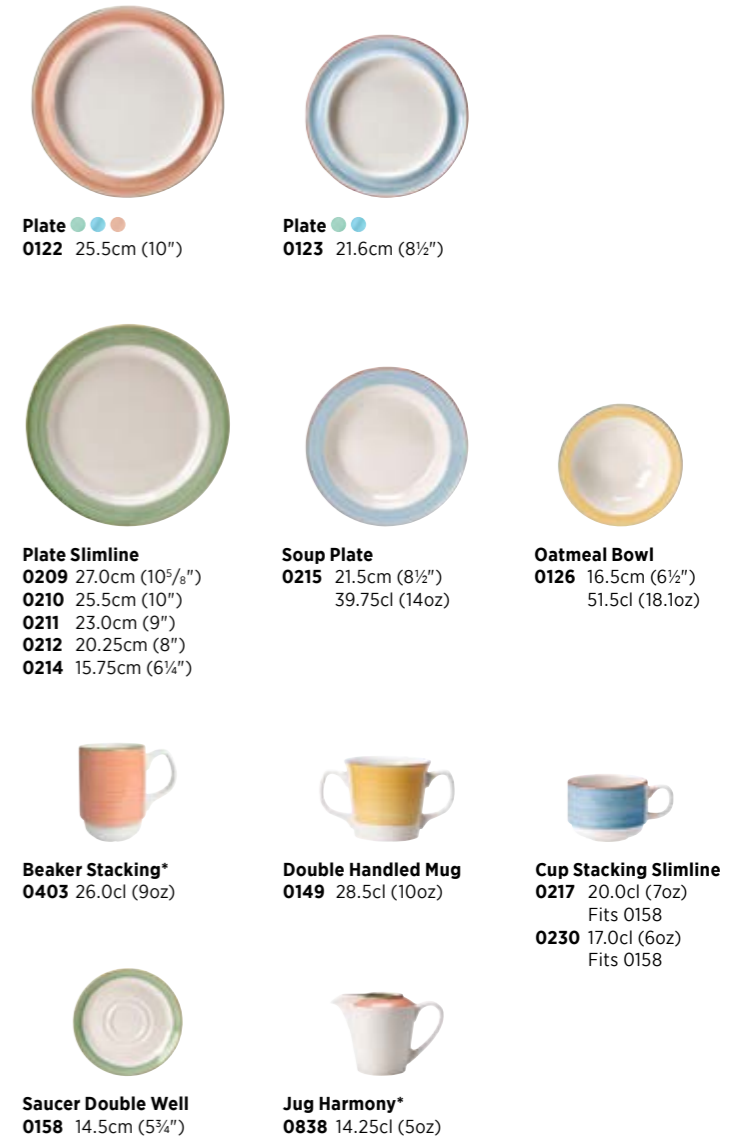 Plate
0122 25.5cm (10")
Plate
0123 21.6cm (8½")
Plate Slimline
0209 27.0cm (10⁵/₈")
0210 25.5cm (10")
0211 23.0cm (9")
0212 20.25cm (8")
0214 15.75cm (6¼")
Soup Plate
0215 21.5cm (8½")
39.75cl (14oz)
Oatmeal Bowl
0126 16.5cm (6½")
51.5cl (18.1oz)
Beaker Stacking*
0403 26.0cl (9oz)
Double Handled Mug
0149 28.5cl (10oz)
Cup Stacking Slimline
0217 20.0cl (7oz)
Fits 0158
0230 17.0cl (6oz)
Fits 0158
Saucer Double Well
0158 14.5cm (5¾")
Jug Harmony*
0838 14.25cl (5oz)